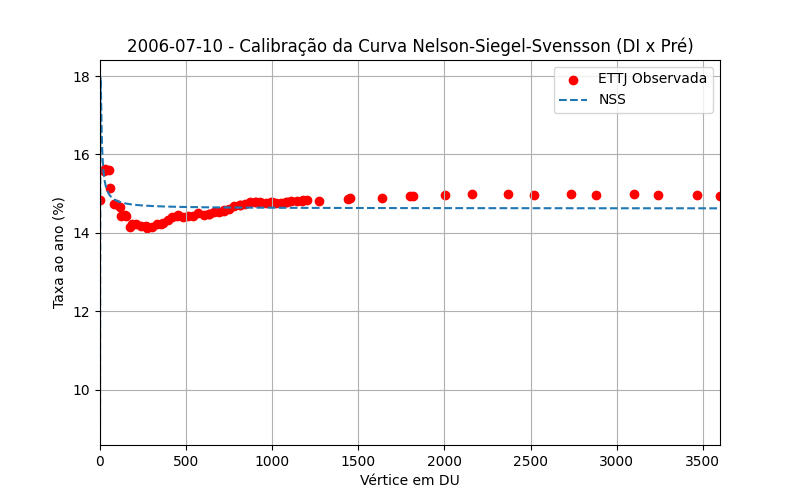 2006-07-10 - Calibração da Curva Nelson-Siegel-Svensson (DI x Pré)
ETTJ Observada
NSS
Taxa ao ano (%)
18
16
14
12
10
0 500 1000 1500 2000 2500 3000 3500
Vértice em DU